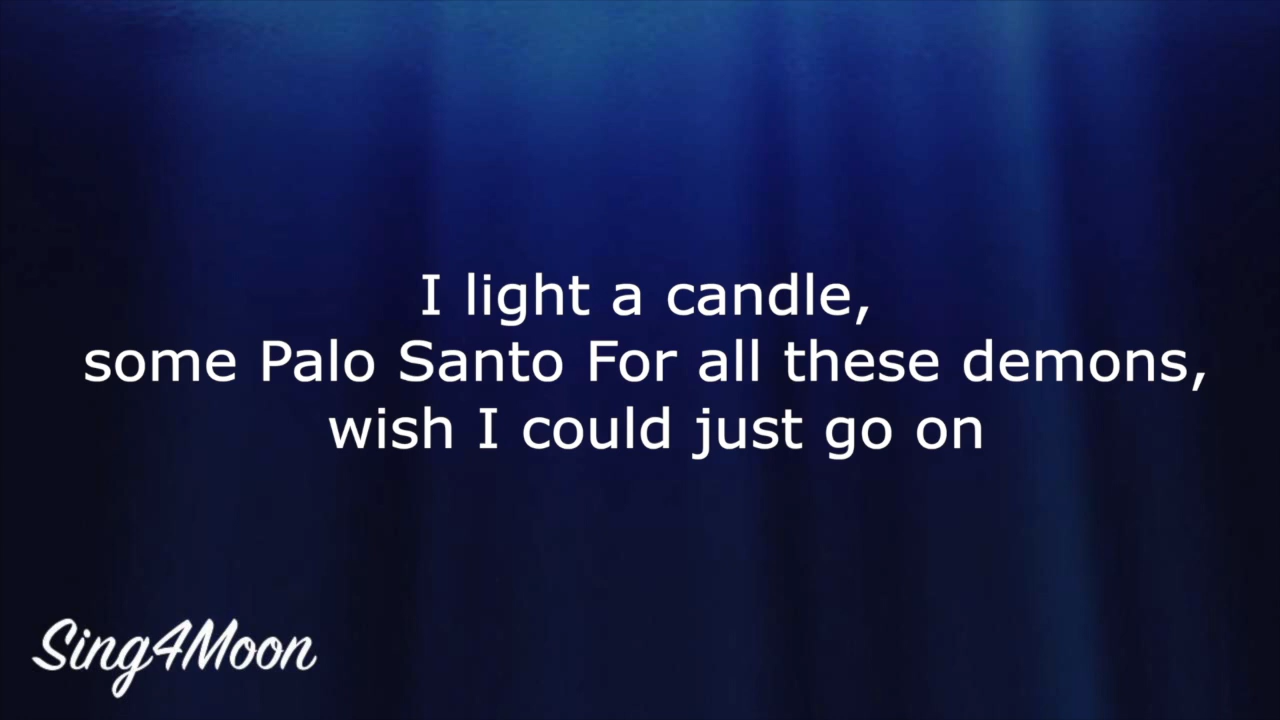 I light a candle,
some Palo Santo For all these demons,
wish I could just go on
Sing4Moon